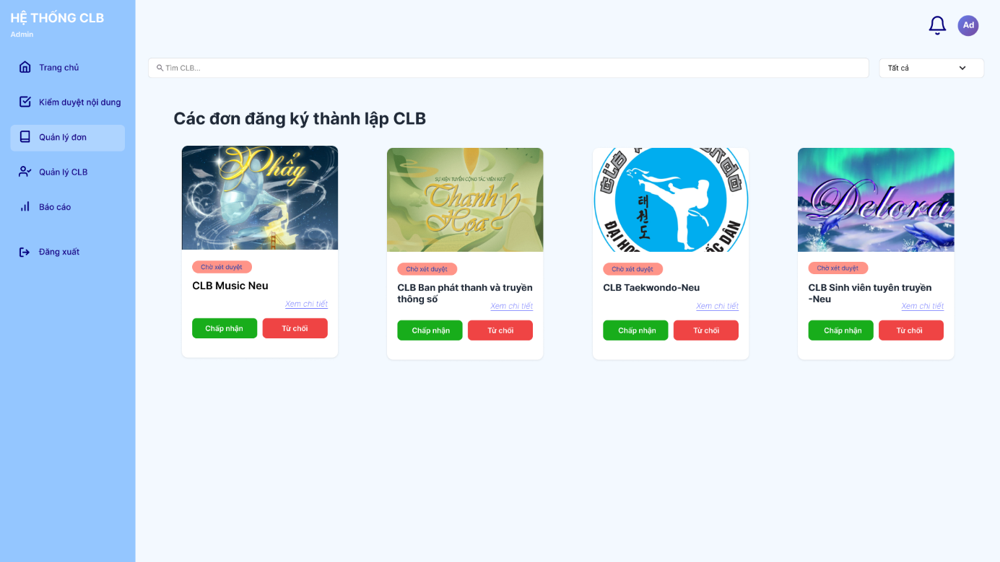 HỆ THỐNG CLB
Admin
Trang chủ
Kiểm duyệt nội dung
Quản lý đơn
Quản lý CLB
Báo cáo
Đăng xuất
Ad
Tìm CLB...
Tất cả
Các đơn đăng ký thành lập CLB
Phẩy
Chờ xét duyệt
CLB Music Neu
Xem chi tiết
Chấp nhận
Từ chối
SỰ KIỆN TUYỂN CỘNG TÁC VIÊN K67
Thanh ý
Họa
Chờ xét duyệt
CLB Ban phát thanh và truyền
thông số
Xem chi tiết
Chấp nhận
Từ chối
CLB
태권도
ĐẠI HỌC
DÂN
Chờ xét duyệt
CLB Taekwondo-Neu
Xem chi tiết
Chấp nhận
Từ chối
Delora
Chờ xét duyệt
CLB Sinh viên tuyên truyền
-Neu
Xem chi tiết
Chấp nhận
Từ chối